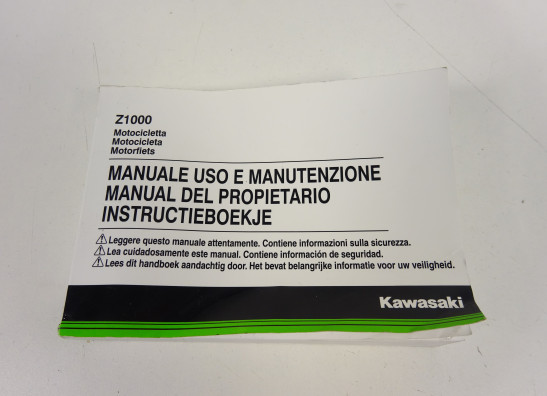 Z1000
Motocicletta
Motocicleta
Motorfiets
MANUALE USO E MANUTENZIONE
MANUAL DEL PROPIETARIO
INSTRUCTIEBOEKJE
Leggere questo manuale attentamente. Contiene informazioni sulla sicurezza.
Lea cuidadosamente este manual. Contiene información de seguridad.
Lees dit handboek aandachtig door. Het bevat belangrijke informatie voor uw veiligheid.
Kawasaki